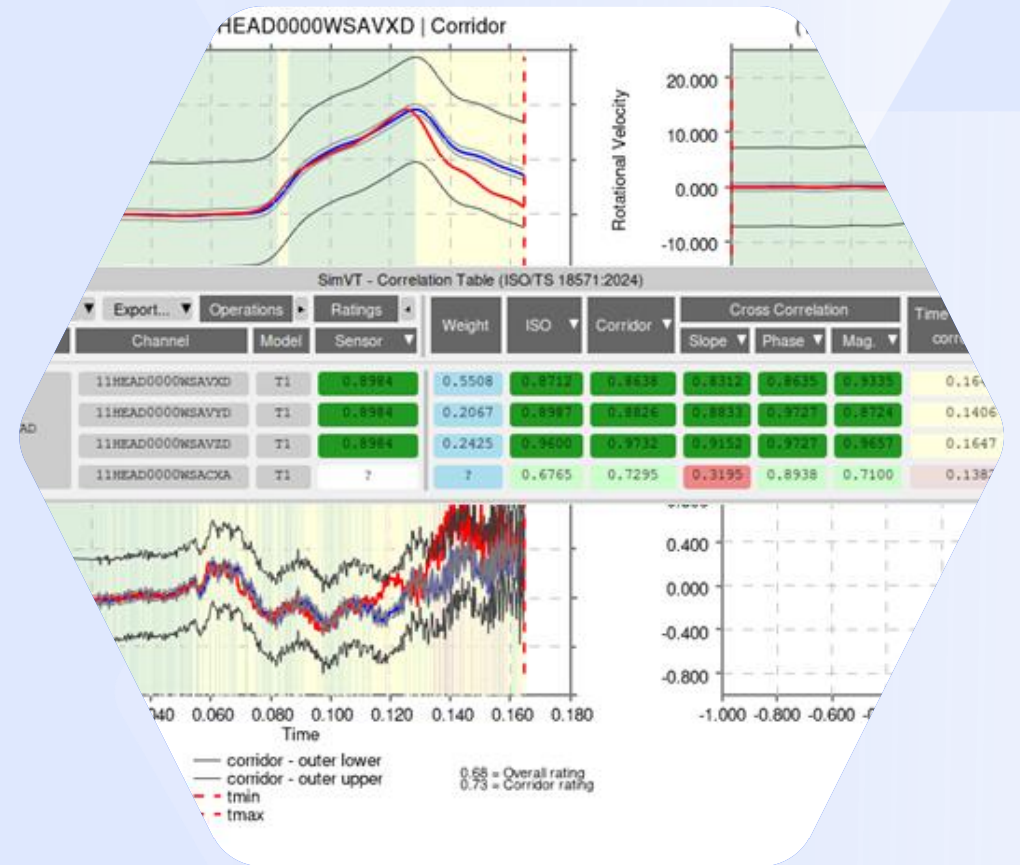 HEAD0000WSAVXD | Corridor
20.000
Rotational Velocity
10.000
0.000
-10.000
SimVT - Correlation Table (ISO/TS 18571:2024)
Export... Operations Ratings Weight ISO Corridor Cross Correlation Time
Channel Model Sensor Slope Phase Mag.
11HEAD0000WSAVXD T1 0.8984 0.5508 0.8712 0.8638 0.8312 0.8635 0.9335
11HEAD0000WSAVYD T1 0.8984 0.2067 0.8987 0.8826 0.8833 0.9727 0.8724 0.1406
11HEAD0000WSAVZD T1 0.8984 0.2425 0.9600 0.9732 0.9152 0.9727 0.9657 0.1647
11HEAD0000WSACXA T1 ? ? 0.6765 0.7295 0.3195 0.8938 0.7100
0.400
0.000
-0.400
-0.800
0.060 0.080 0.100 0.120 0.140 0.160 0.180 -1.000 -0.800 -0.600
Time
corridor - outer lower
corridor - outer upper
tmin
tmax
0.68 = Overall rating
0.73 = Corridor rating